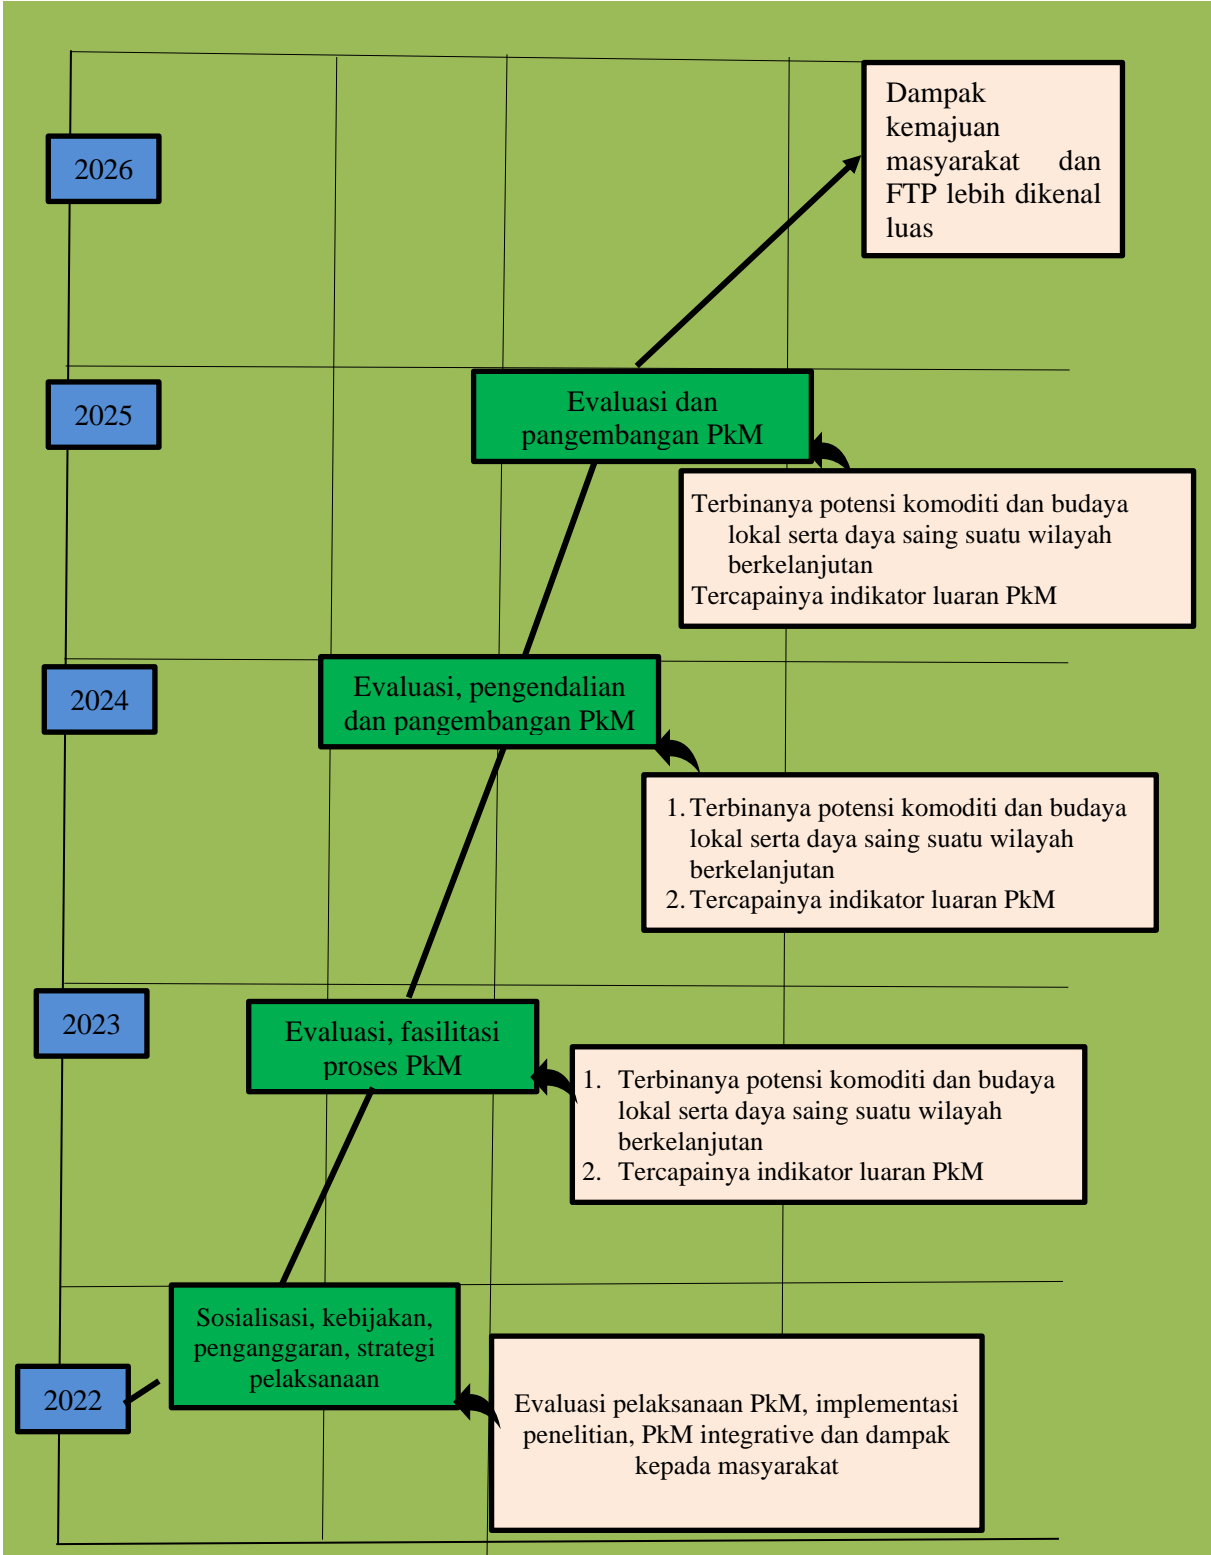 Dampak
kemajuan
masyarakat dan
FTP lebih dikenal
luas
2026
2025
Evaluasi dan
pangembangan PkM
Terbinanya potensi komoditi dan budaya
lokal serta daya saing suatu wilayah
berkelanjutan
Tercapainya indikator luaran PkM
2024
Evaluasi, pengendalian
dan pangembangan PkM
1. Terbinanya potensi komoditi dan budaya
lokal serta daya saing suatu wilayah
berkelanjutan
2. Tercapainya indikator luaran PkM
2023
Evaluasi, fasilitasi
proses PkM
1. Terbinanya potensi komoditi dan budaya
lokal serta daya saing suatu wilayah
berkelanjutan
2. Tercapainya indikator luaran PkM
2022
Sosialisasi, kebijakan,
penganggaran, strategi
pelaksanaan
Evaluasi pelaksanaan PkM, implementasi
penelitian, PkM integrative dan dampak
kepada masyarakat